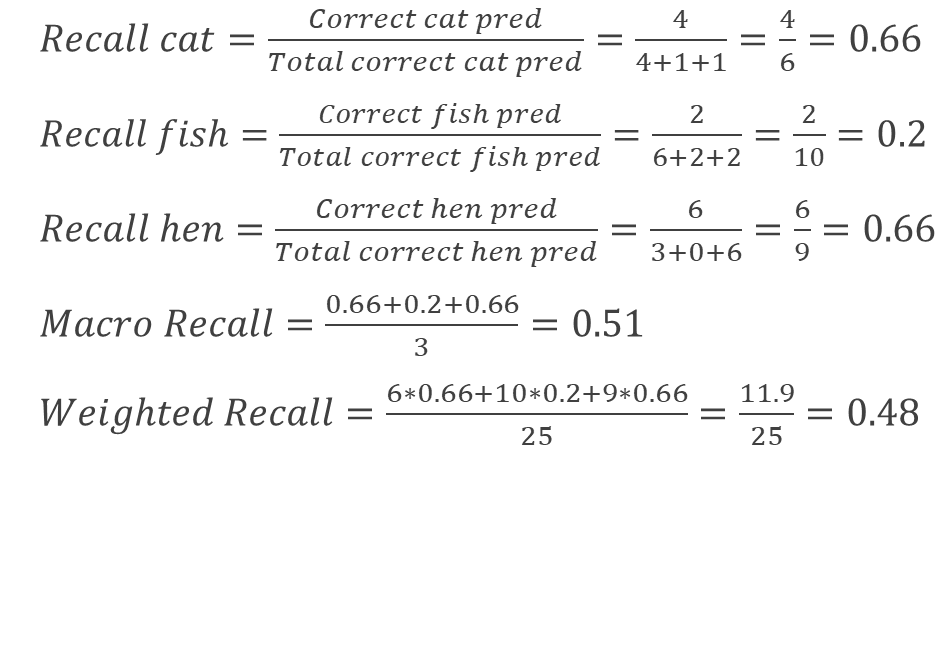 Recall cat = Correct cat pred / Total correct cat pred = 4 / 4+1+1 = 4 / 6 = 0.66
Recall fish = Correct fish pred / Total correct fish pred = 2 / 6+2+2 = 2 / 10 = 0.2
Recall hen = Correct hen pred / Total correct hen pred = 6 / 3+0+6 = 6 / 9 = 0.66
Macro Recall = 0.66+0.2+0.66 / 3 = 0.51
Weighted Recall = 6*0.66+10*0.2+9*0.66 / 25 = 11.9 / 25 = 0.48